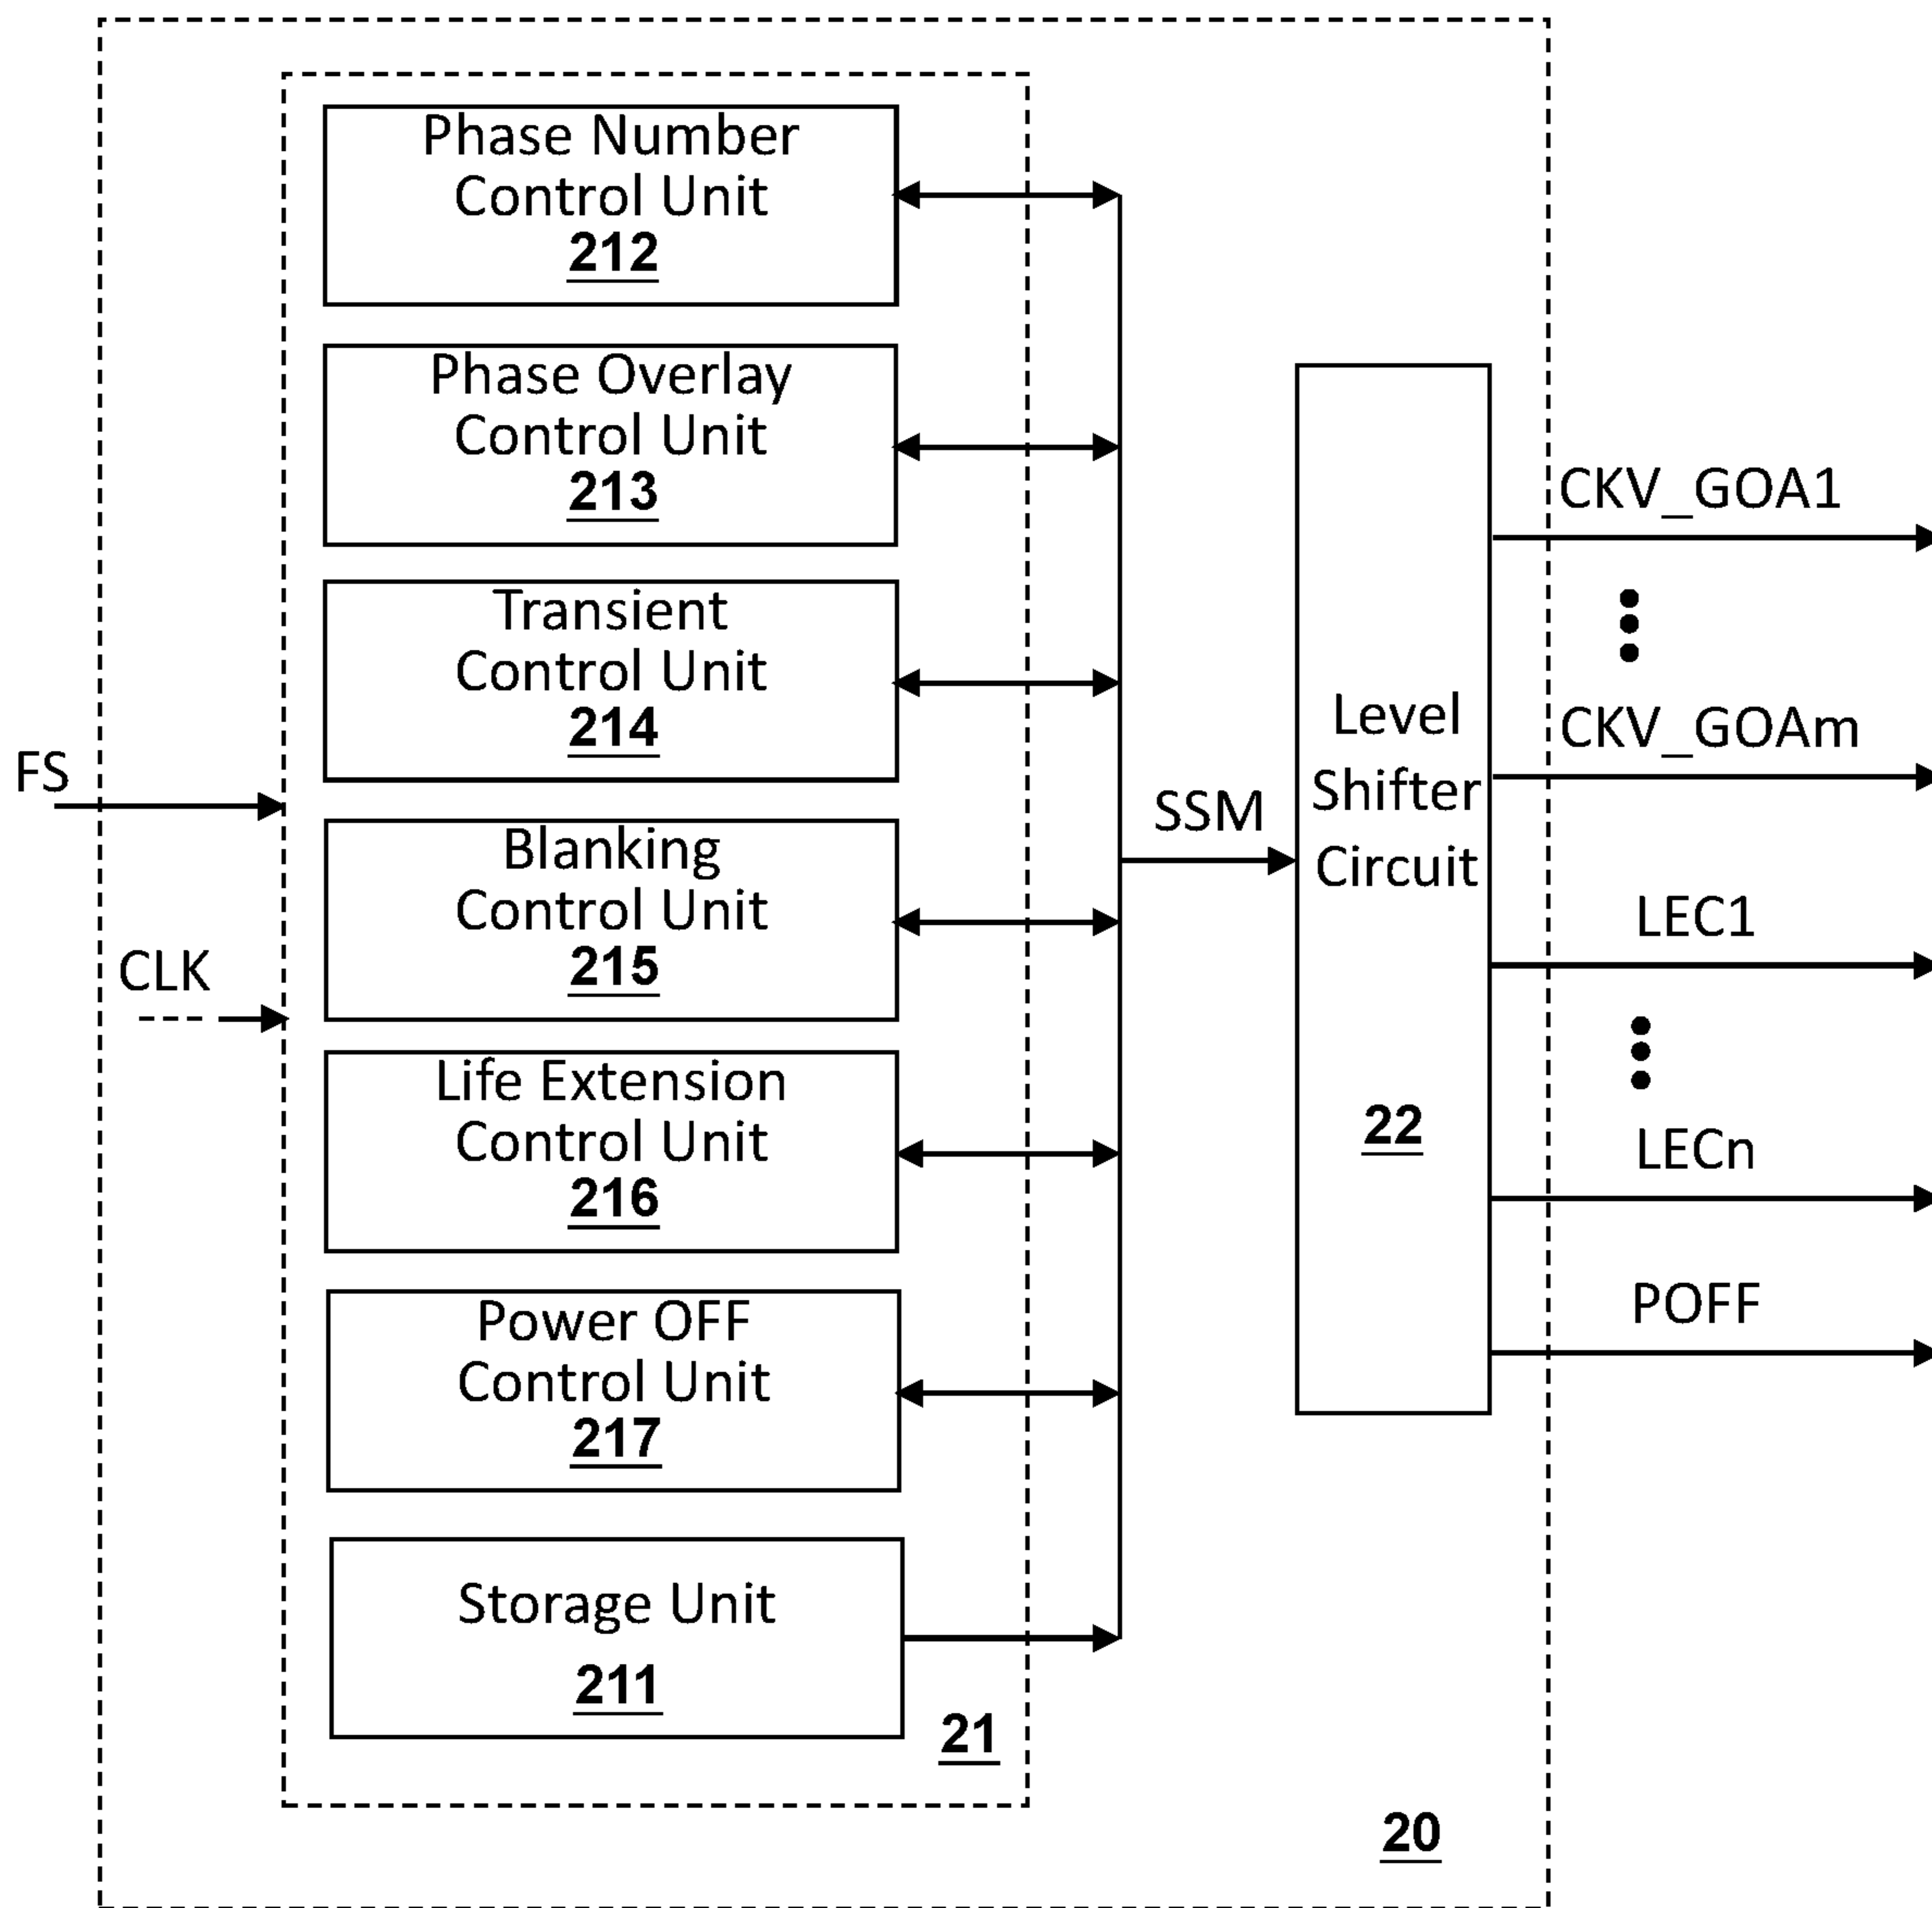 Phase Number
Control Unit
212
Phase Overlay
Control Unit
213
Transient
Control Unit
214
FS
Blanking
Control Unit
215
CLK
Life Extension
Control Unit
216
Power OFF
Control Unit
217
Storage Unit
211
21
SSM
Level
Shifter
Circuit
22
CKV_GOA1
CKV_GOAm
LEC1
LECn
POFF
20